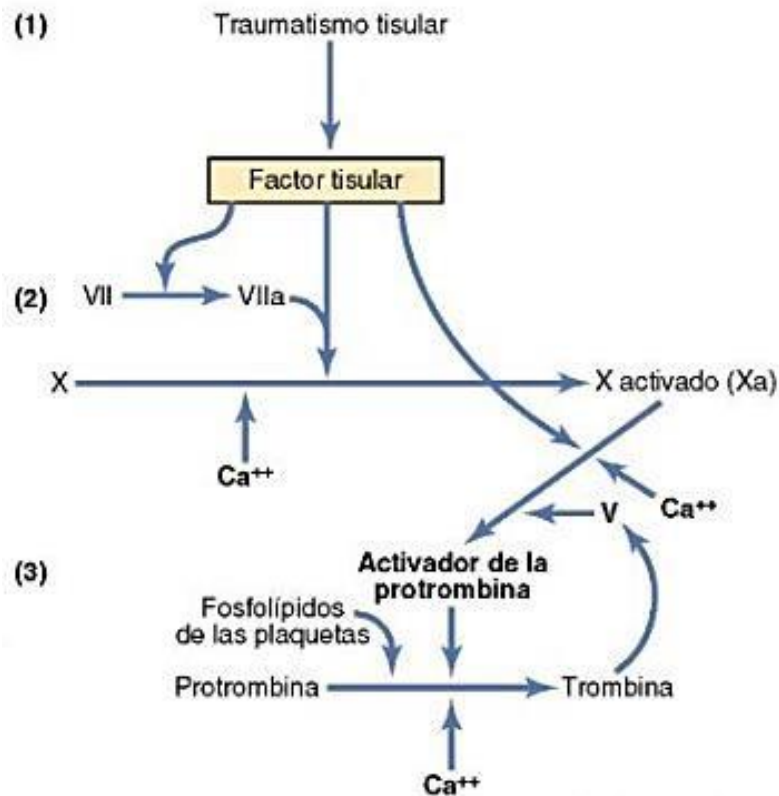 (1)
Traumatismo tisular
Factor tisular
(2)
VII
VIIa
X
X activado (Xa)
Ca++
Ca++
V
(3)
Activador de la
protrombina
Fosfolípidos
de las plaquetas
Protrombina
Trombina
Ca++